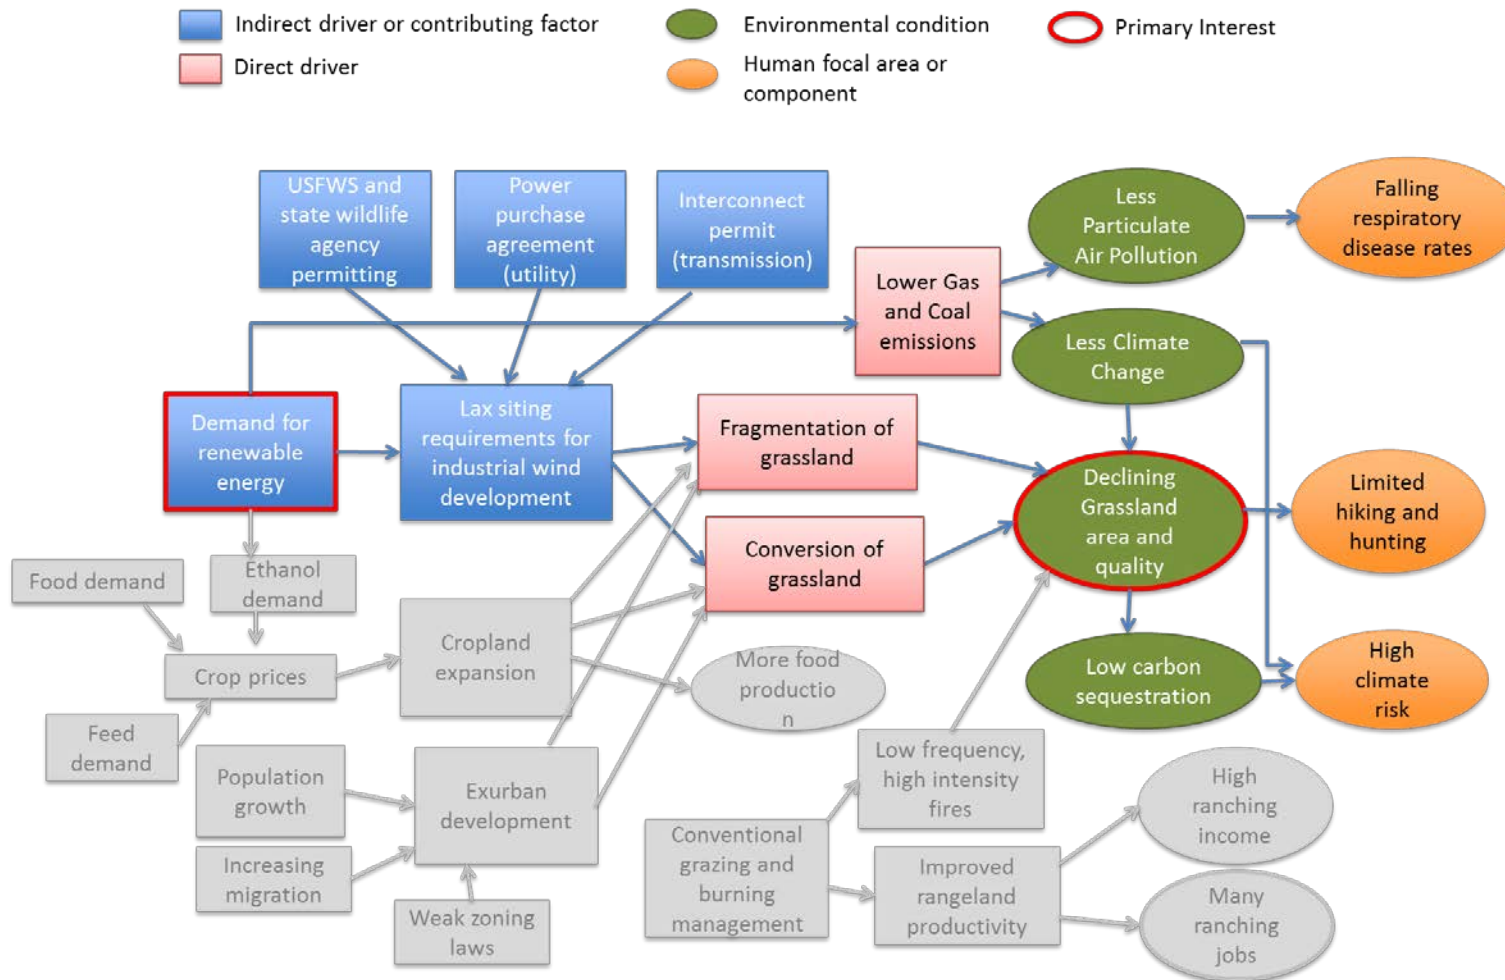 Indirect driver or contributing factor
Direct driver
Environmental condition
Human focal area or
component
Primary Interest
USFWS and
state wildlife
agency
permitting
Power
purchase
agreement
(utility)
Interconnect
permit
(transmission)
Less
Particulate
Air Pollution
Falling
respiratory
disease rates
Lower Gas
and Coal
emissions
Less Climate
Change
Demand for
renewable
energy
Lax siting
requirements for
industrial wind
development
Fragmentation of
grassland
Conversion of
grassland
Declining
Grassland
area and
quality
Limited
hiking and
hunting
Low carbon
sequestration
High
climate
risk
Food demand
Ethanol
demand
Crop prices
Feed
demand
Cropland
expansion
More food
productio
n
Population
growth
Increasing
migration
Exurban
development
Weak zoning
laws
Low frequency,
high intensity
fires
Conventional
grazing and
burning
management
Improved
rangeland
productivity
High
ranching
income
Many
ranching
jobs